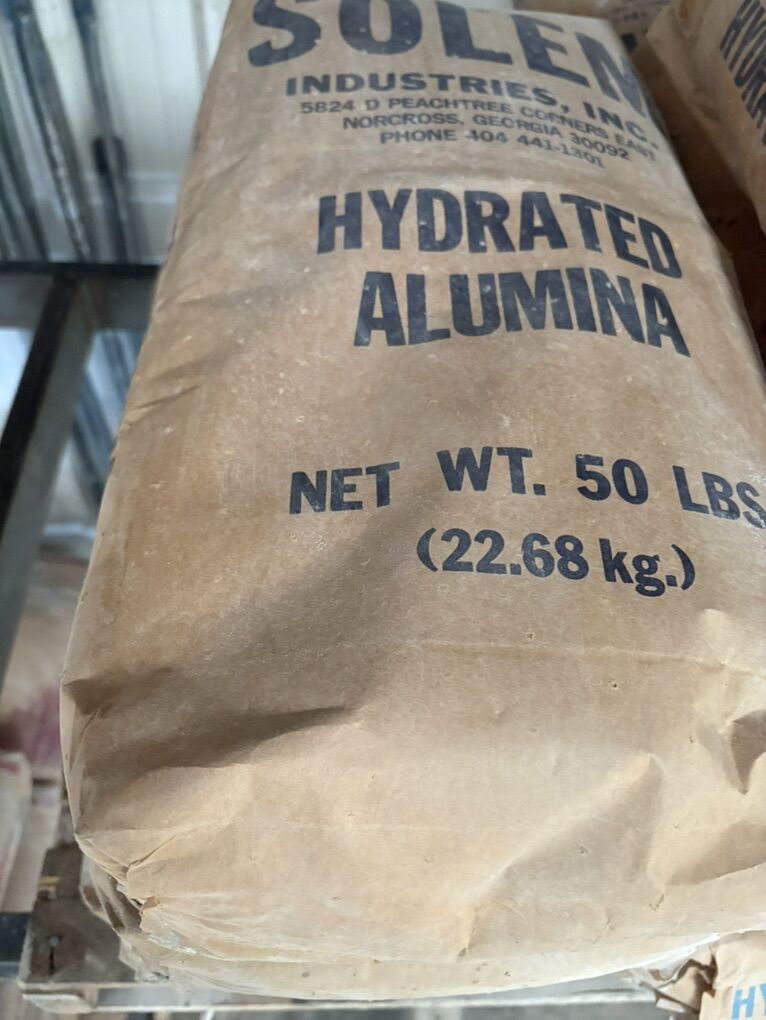 SOLEM
INDUSTRIES, INC.
5824 D PEACHTREE CORNERS EAST
NORCROSS, GEORGIA 30092
PHONE 404 441-1301
HYDRATED
ALUMINA
NET WT. 50 LBS
(22.68 kg.)